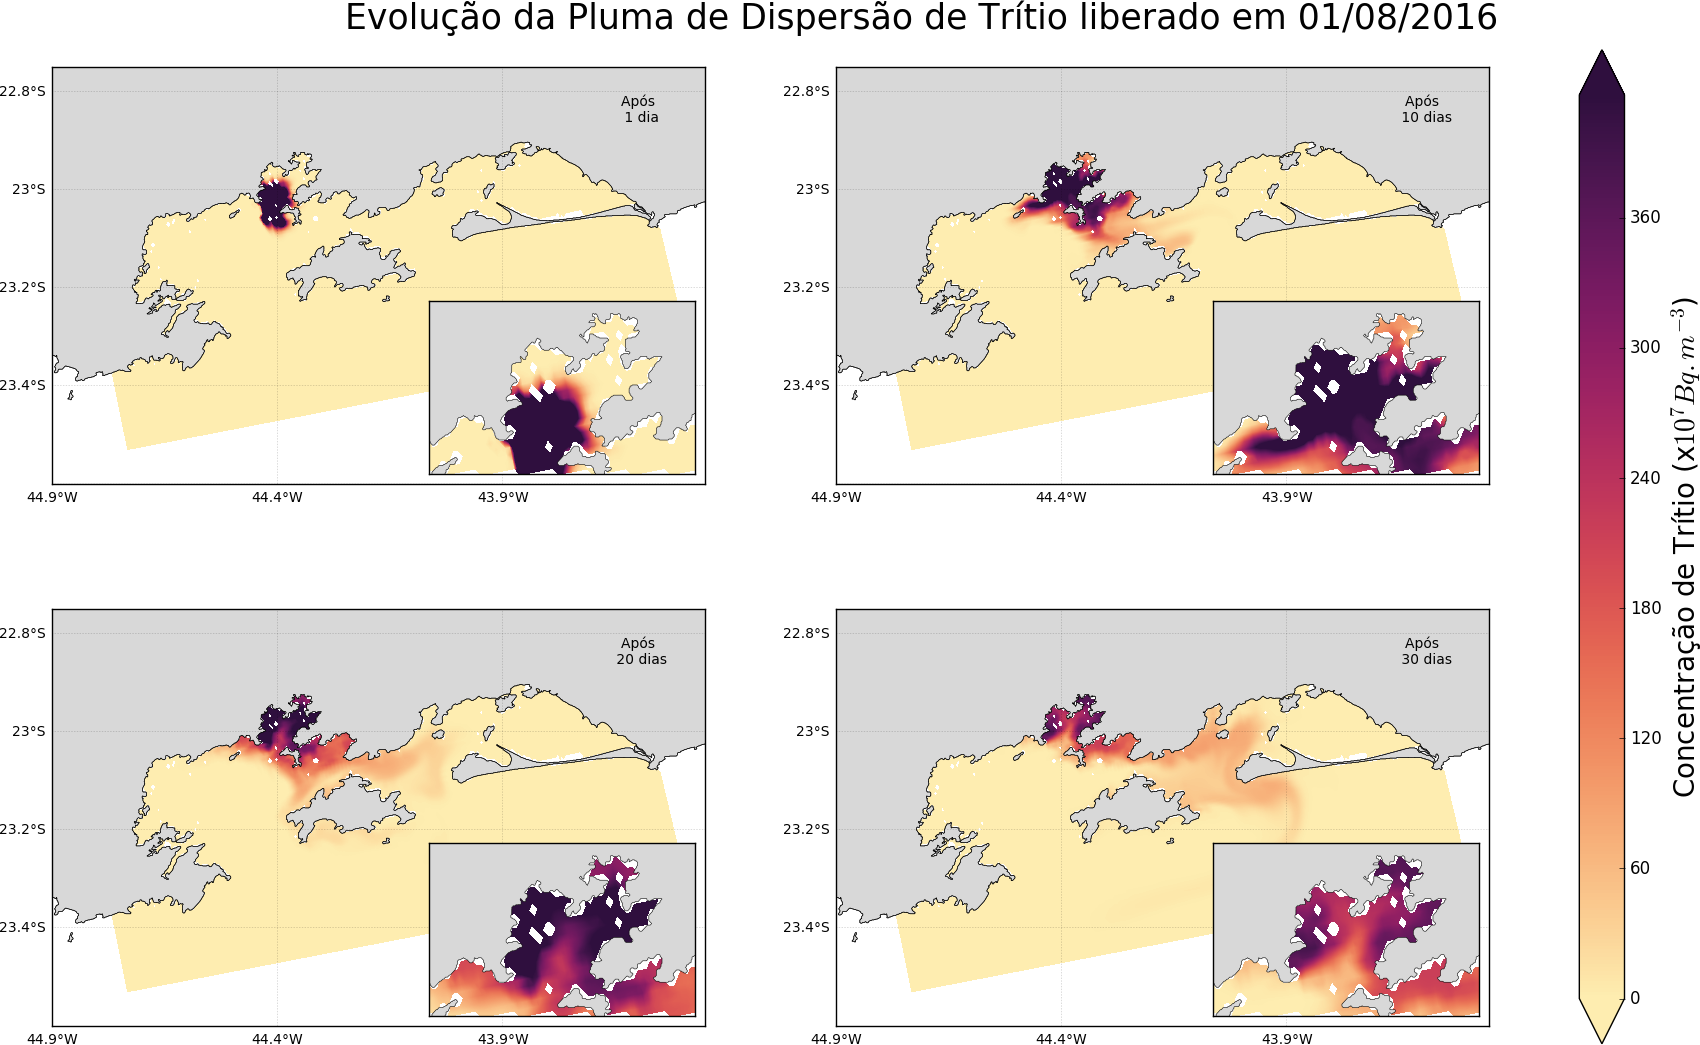 Evolução da Pluma de Dispersão de Trítio liberado em 01/08/2016
Após
1 dia
22.8°S
23°S
23.2°S
23.4°S
44.9°W
44.4°W
43.9°W
Após
10 dias
22.8°S
23°S
23.2°S
23.4°S
44.9°W
44.4°W
43.9°W
Após
20 dias
22.8°S
23°S
23.2°S
23.4°S
44.9°W
44.4°W
43.9°W
Após
30 dias
22.8°S
23°S
23.2°S
23.4°S
44.9°W
44.4°W
43.9°W
360
300
240
180
120
60
0
Concentração de Trítio (x10⁷ Bq. m⁻³)